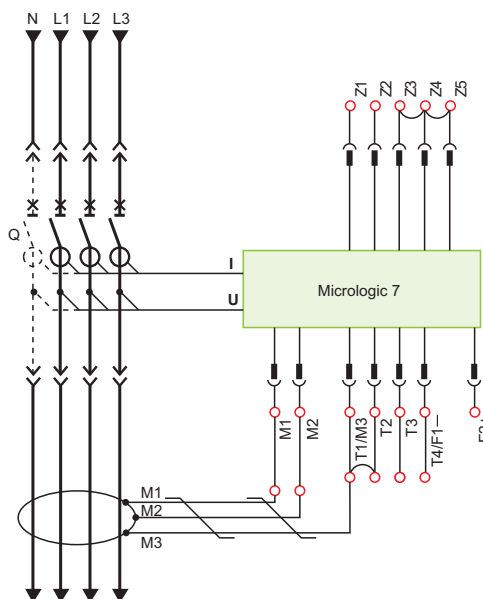 N L1 L2 L3
Z1 Z2 Z3 Z4 Z5
Q
I
U
Micrologic 7
M1 M2 T1/M3 T2 T3 T4/F1–
M1
M2
M3